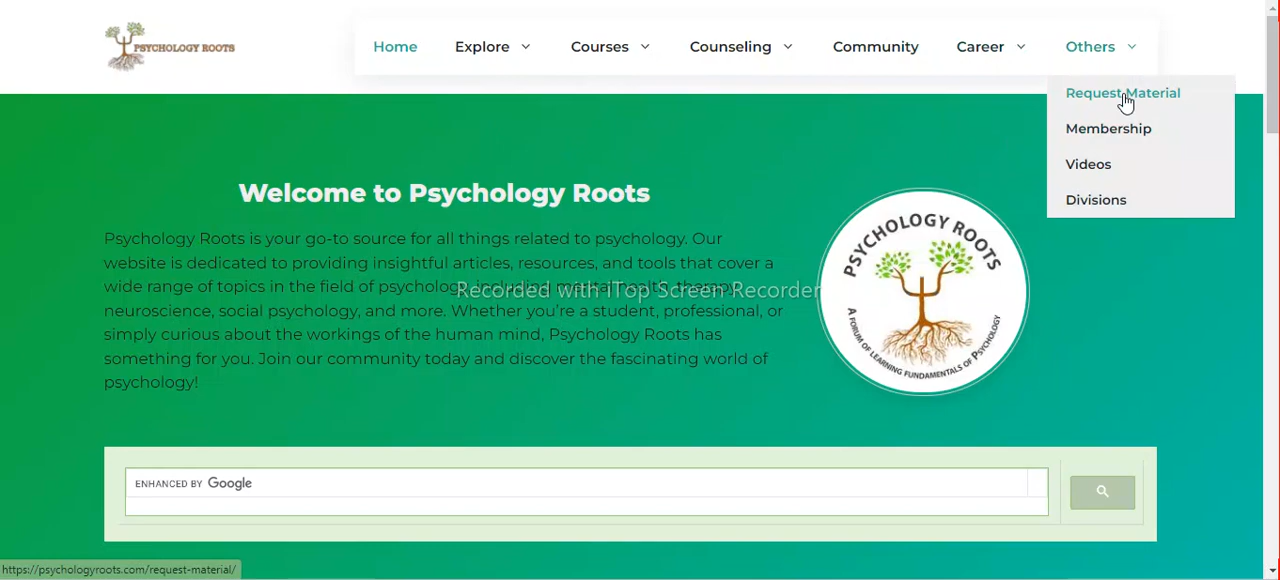 PSYCHOLOGY ROOTS
Home Explore Courses Counseling Community Career Others
Request Material
Membership
Videos
Divisions
Welcome to Psychology Roots
Psychology Roots is your go-to source for all things related to psychology. Our
website is dedicated to providing insightful articles, resources, and tools that cover a
wide range of topics in the field of psychology, including mental health, therapy,
neuroscience, social psychology, and more. Whether you're a student, professional, or
simply curious about the workings of the human mind, Psychology Roots has
something for you. Join our community today and discover the fascinating world of
psychology!
Recorded with iTop Screen Recorder
PSYCHOLOGY ROOTS
A FORUM OF LEARNING FUNDAMENTALS OF PSYCHOLOGY
ENHANCED BY Google
https://psychologyroots.com/request-material/